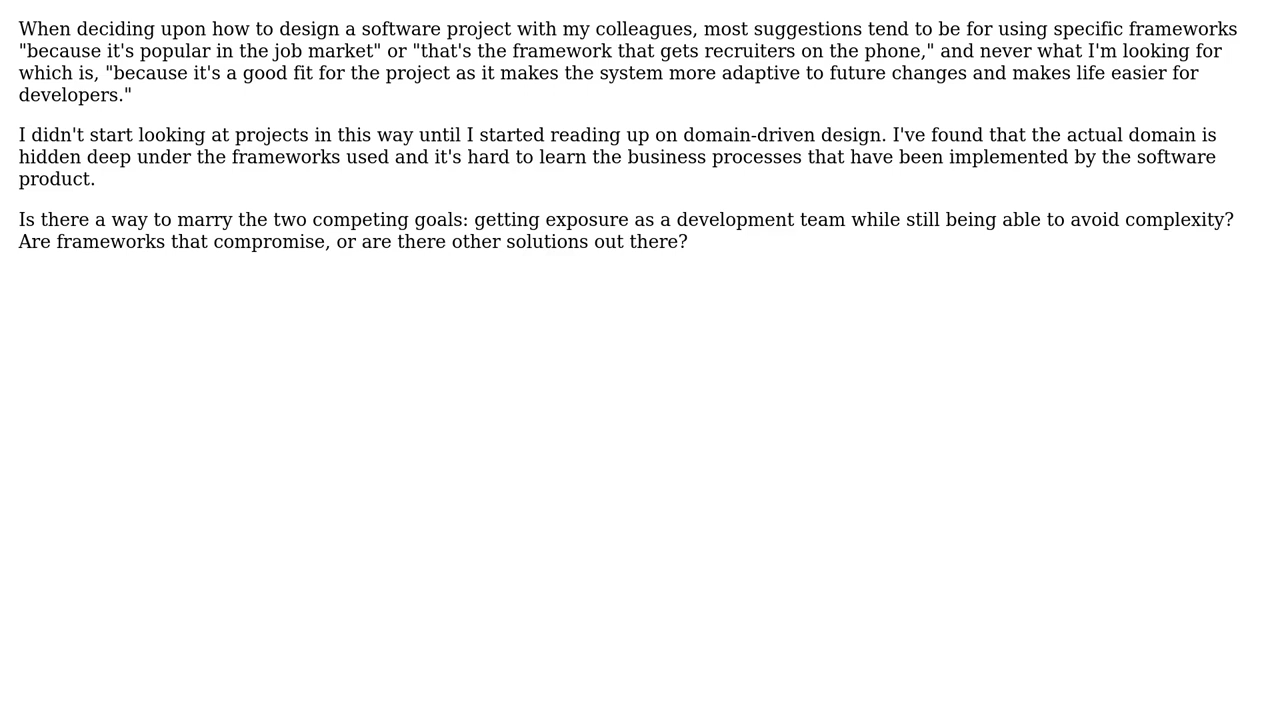 When deciding upon how to design a software project with my colleagues, most suggestions tend to be for using specific frameworks
"because it's popular in the job market" or "that's the framework that gets recruiters on the phone," and never what I'm looking for
which is, "because it's a good fit for the project as it makes the system more adaptive to future changes and makes life easier for
developers."
I didn't start looking at projects in this way until I started reading up on domain-driven design. I've found that the actual domain is
hidden deep under the frameworks used and it's hard to learn the business processes that have been implemented by the software
product.
Is there a way to marry the two competing goals: getting exposure as a development team while still being able to avoid complexity?
Are frameworks that compromise, or are there other solutions out there?